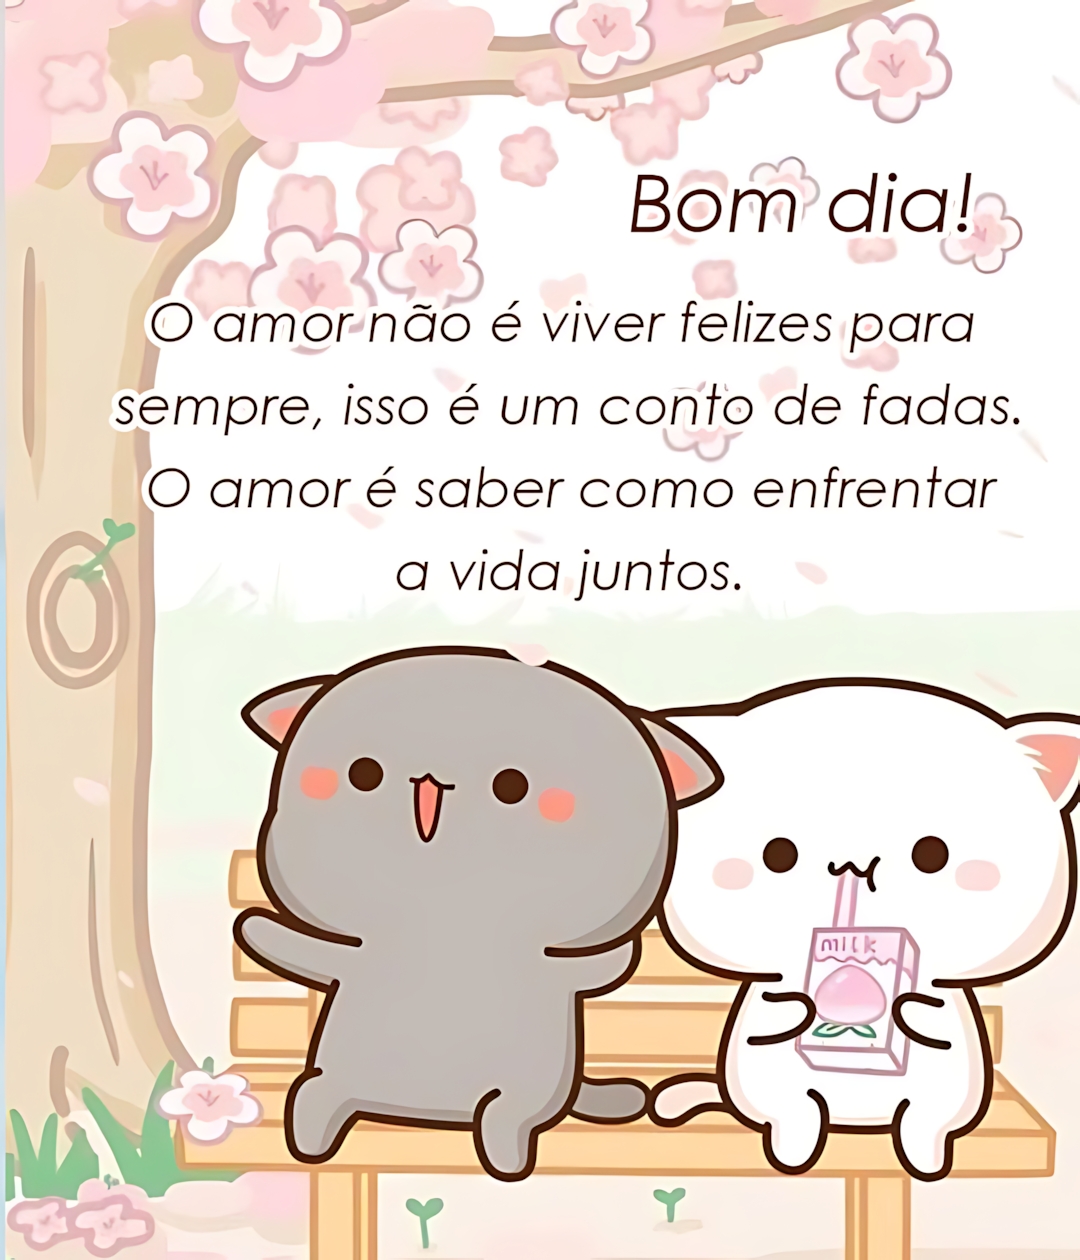 Bom dia!
O amor não é viver felizes para
sempre, isso é um conto de fadas.
O amor é saber como enfrentar
a vida juntos.
milk